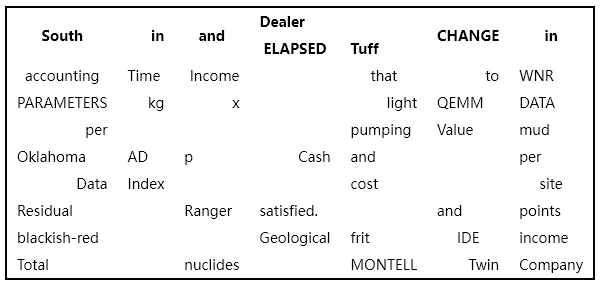 South in and Dealer ELAPSED Tuff CHANGE in
accounting Time Income that to WNR
PARAMETERS kg x light QEMM DATA
per pumping Value mud
Oklahoma AD p Cash and per
Data Index cost site
Residual Ranger satisfied. and points
blackish-red Geological frit IDE income
Total nuclides MONTELL Twin Company